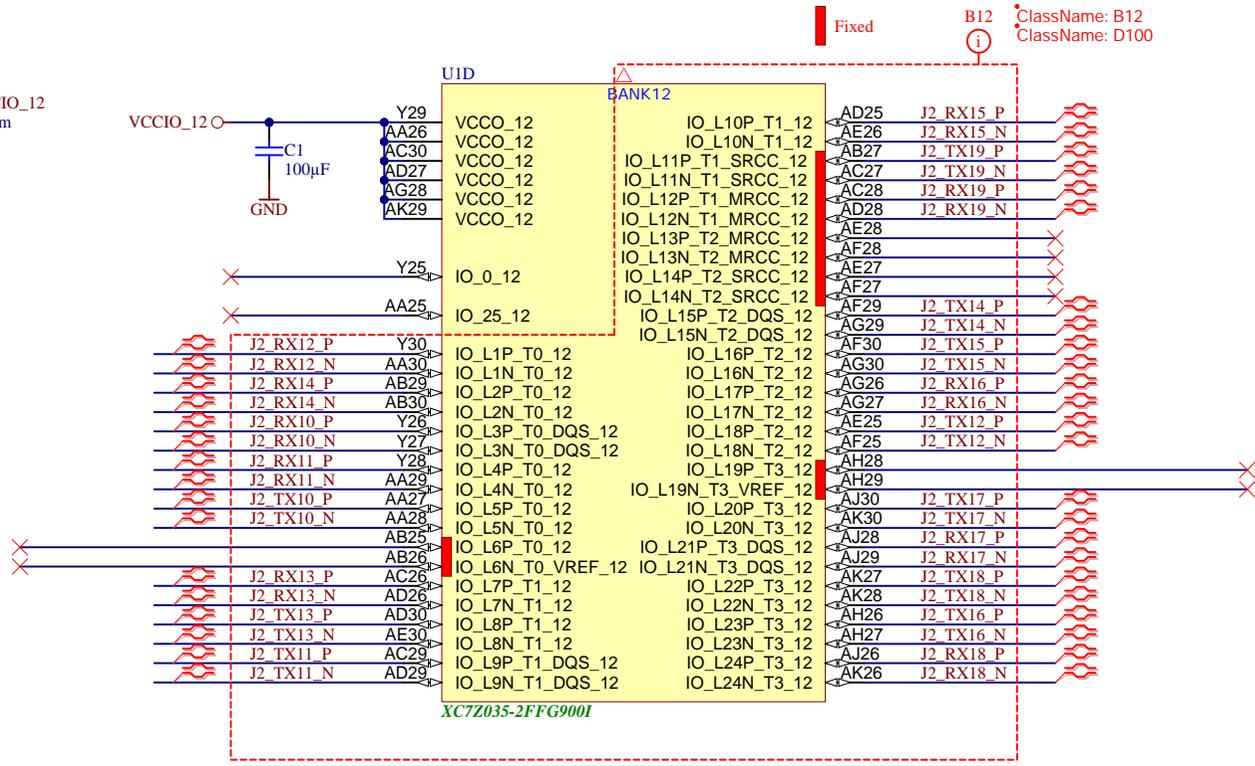 Fixed
B12
i
ClassName: B12
ClassName: D100
IO_12
m
U1D
BANK12
VCCIO_12
C1
100µF
GND
Y29 VCCO_12
AA26 VCCO_12
AC30 VCCO_12
AD27 VCCO_12
AG28 VCCO_12
AK29 VCCO_12
Y25 IO_0_12
AA25 IO_25_12
J2_RX12_P Y30 IO_L1P_T0_12
J2_RX12_N AA30 IO_L1N_T0_12
J2_RX14_P AB29 IO_L2P_T0_12
J2_RX14_N AB30 IO_L2N_T0_12
J2_RX10_P Y26 IO_L3P_T0_DQS_12
J2_RX10_N Y27 IO_L3N_T0_DQS_12
J2_RX11_P Y28 IO_L4P_T0_12
J2_RX11_N AA29 IO_L4N_T0_12
J2_TX10_P AA27 IO_L5P_T0_12
J2_TX10_N AA28 IO_L5N_T0_12
AB25 IO_L6P_T0_12
AB26 IO_L6N_T0_VREF_12
J2_RX13_P AC26 IO_L7P_T1_12
J2_RX13_N AD26 IO_L7N_T1_12
J2_TX13_P AD30 IO_L8P_T1_12
J2_TX13_N AE30 IO_L8N_T1_12
J2_TX11_P AC29 IO_L9P_T1_DQS_12
J2_TX11_N AD29 IO_L9N_T1_DQS_12
IO_L10P_T1_12 AD25 J2_RX15_P
IO_L10N_T1_12 AE26 J2_RX15_N
IO_L11P_T1_SRCC_12 AB27 J2_TX19_P
IO_L11N_T1_SRCC_12 AC27 J2_TX19_N
IO_L12P_T1_MRCC_12 AC28 J2_RX19_P
IO_L12N_T1_MRCC_12 AD28 J2_RX19_N
IO_L13P_T2_MRCC_12 AE28
IO_L13N_T2_MRCC_12 AF28
IO_L14P_T2_SRCC_12 AE27
IO_L14N_T2_SRCC_12 AF27
IO_L15P_T2_DQS_12 AF29 J2_TX14_P
IO_L15N_T2_DQS_12 AG29 J2_TX14_N
IO_L16P_T2_12 AF30 J2_TX15_P
IO_L16N_T2_12 AG30 J2_TX15_N
IO_L17P_T2_12 AG26 J2_RX16_P
IO_L17N_T2_12 AG27 J2_RX16_N
IO_L18P_T2_12 AE25 J2_TX12_P
IO_L18N_T2_12 AF25 J2_TX12_N
IO_L19P_T3_12 AH28
IO_L19N_T3_VREF_12 AH29
IO_L20P_T3_12 AJ30 J2_TX17_P
IO_L20N_T3_12 AK30 J2_TX17_N
IO_L21P_T3_DQS_12 AJ28 J2_RX17_P
IO_L21N_T3_DQS_12 AJ29 J2_RX17_N
IO_L22P_T3_12 AK27 J2_TX18_P
IO_L22N_T3_12 AK28 J2_TX18_N
IO_L23P_T3_12 AH26 J2_TX16_P
IO_L23N_T3_12 AH27 J2_TX16_N
IO_L24P_T3_12 AJ26 J2_RX18_P
IO_L24N_T3_12 AK26 J2_RX18_N
XC7Z035-2FFG900I